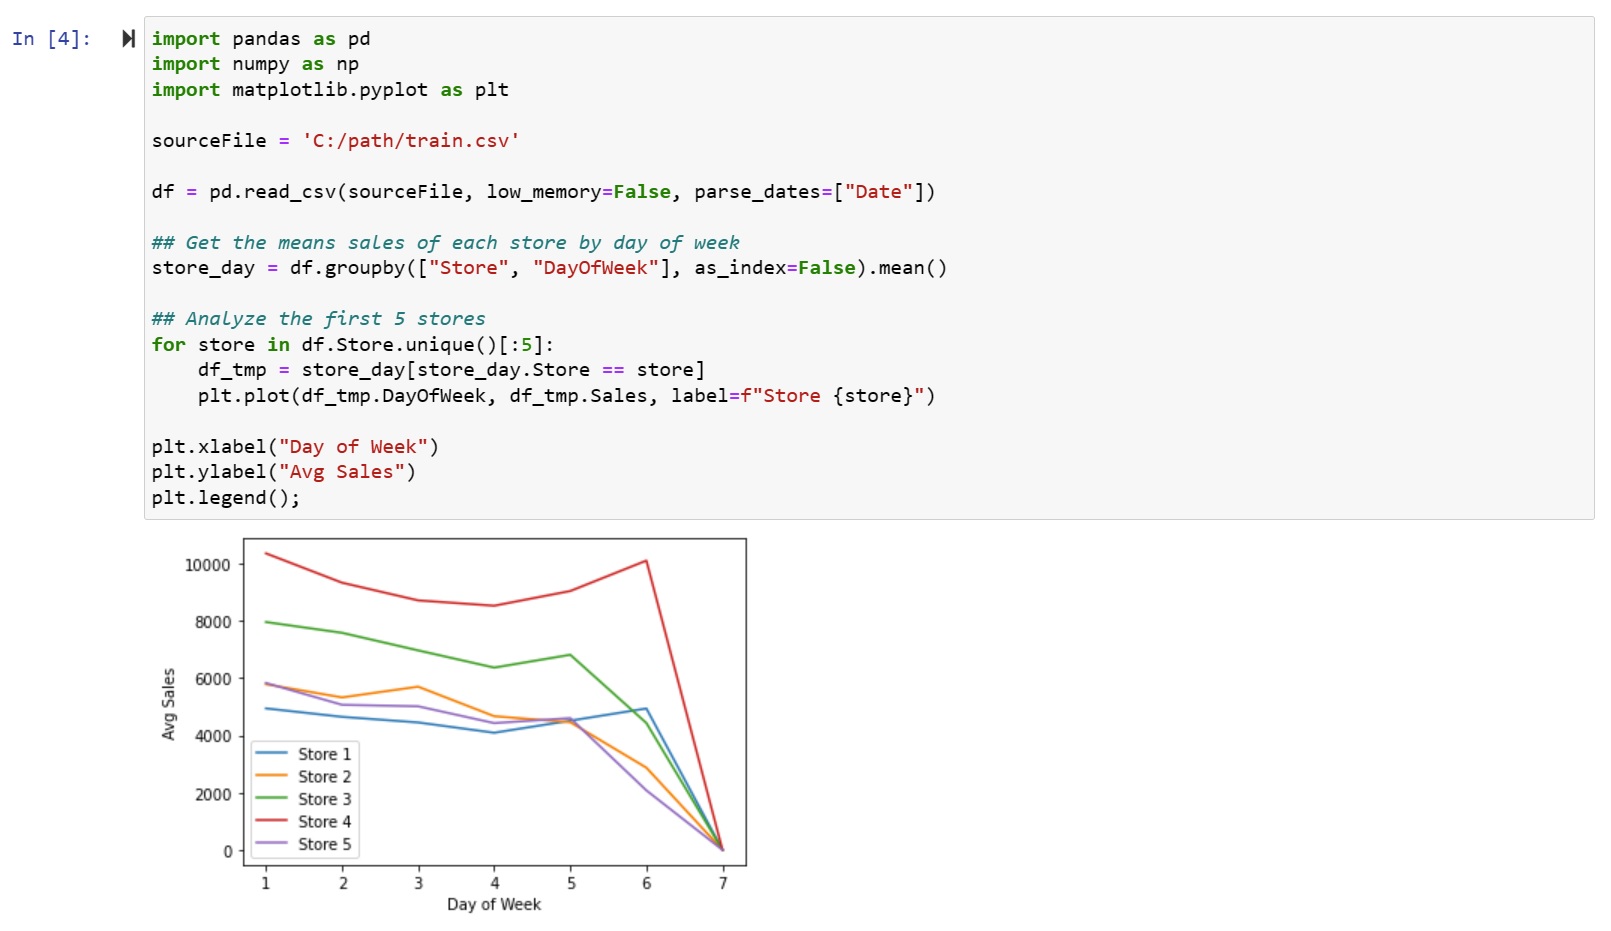 In [4]:
import pandas as pd
import numpy as np
import matplotlib.pyplot as plt
sourceFile = 'C:/path/train.csv'
df = pd.read_csv(sourceFile, low_memory=False, parse_dates=["Date"])
## Get the means sales of each store by day of week
store_day = df.groupby(["Store", "DayOfWeek"], as_index=False).mean()
## Analyze the first 5 stores
for store in df.Store.unique()[:5]:
    df_tmp = store_day[store_day.Store == store]
    plt.plot(df_tmp.DayOfWeek, df_tmp.Sales, label=f"Store {store}")
plt.xlabel("Day of Week")
plt.ylabel("Avg Sales")
plt.legend();
10000
8000
6000
4000
2000
0
Avg Sales
Store 1
Store 2
Store 3
Store 4
Store 5
1 2 3 4 5 6 7
Day of Week